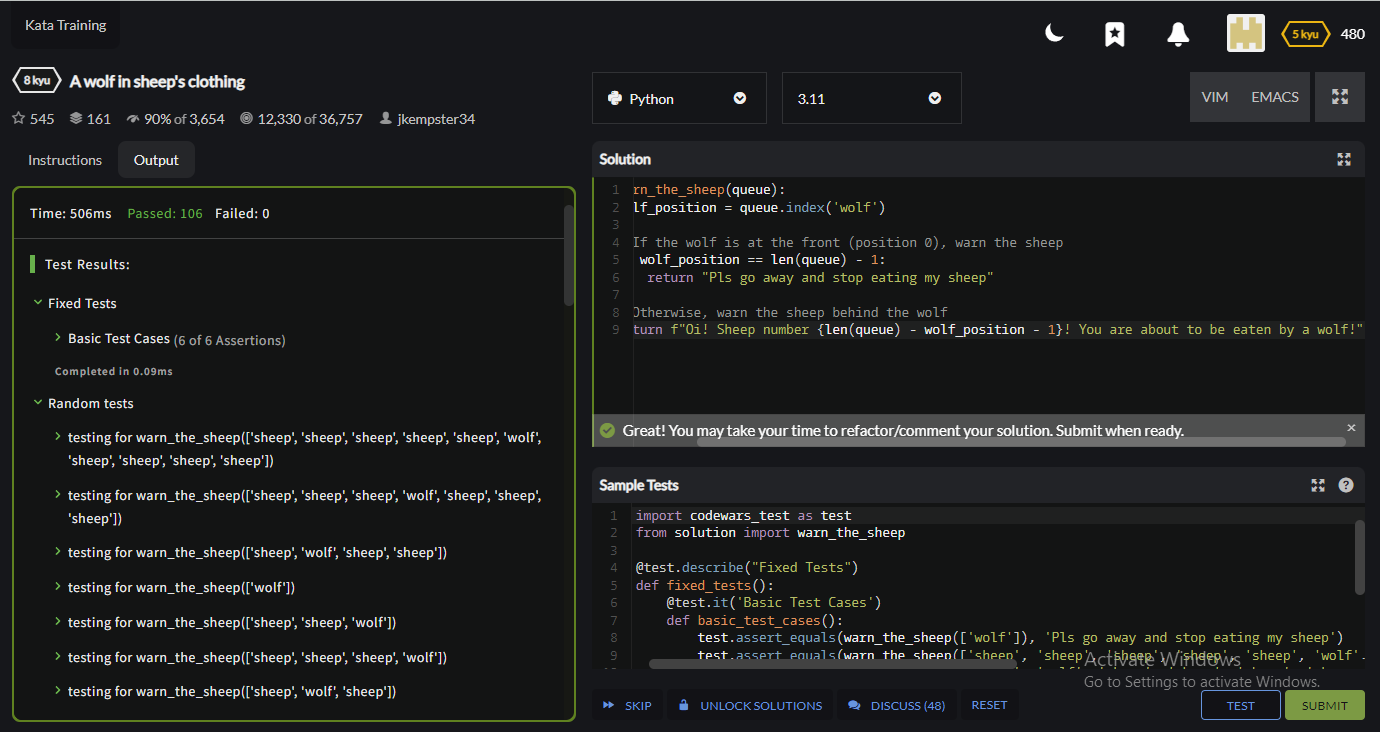 Kata Training
5 kyu 480
8 kyu A wolf in sheep's clothing
545 161 90% of 3,654 12,330 of 36,757 jkempster34
Python
3.11
VIM EMACS
Instructions Output
Time: 506ms Passed: 106 Failed: 0
Test Results:
Fixed Tests
Basic Test Cases (6 of 6 Assertions)
Completed in 0.09ms
Random tests
testing for warn_the_sheep(['sheep', 'sheep', 'sheep', 'sheep', 'sheep', 'wolf',
'sheep', 'sheep', 'sheep', 'sheep'])
testing for warn_the_sheep(['sheep', 'sheep', 'sheep', 'wolf', 'sheep', 'sheep',
'sheep'])
testing for warn_the_sheep(['sheep', 'wolf', 'sheep', 'sheep'])
testing for warn_the_sheep(['wolf'])
testing for warn_the_sheep(['sheep', 'sheep', 'wolf'])
testing for warn_the_sheep(['sheep', 'sheep', 'sheep', 'wolf'])
testing for warn_the_sheep(['sheep', 'wolf', 'sheep'])
Solution
1 rn_the_sheep(queue):
2 lf_position = queue.index('wolf')
3
4 If the wolf is at the front (position 0), warn the sheep
5 wolf_position == len(queue) - 1:
6 return "Pls go away and stop eating my sheep"
7
8 Otherwise, warn the sheep behind the wolf
9 turn f"Oi! Sheep number {len(queue) - wolf_position - 1}! You are about to be eaten by a wolf!"
Great! You may take your time to refactor/comment your solution. Submit when ready.
Sample Tests
1 import codewars_test as test
2 from solution import warn_the_sheep
3
4 @test.describe("Fixed Tests")
5 def fixed_tests():
6 @test.it('Basic Test Cases')
7 def basic_test_cases():
8 test.assert_equals(warn_the_sheep(['wolf']), 'Pls go away and stop eating my sheep')
9 test.assert_equals(warn_the_sheep(['sheep', 'sheep', 'sheep', 'sheep', 'sheep', 'wolf'
Activate Windows
Go to Settings to activate Windows.
SKIP UNLOCK SOLUTIONS DISCUSS (48) RESET TEST SUBMIT